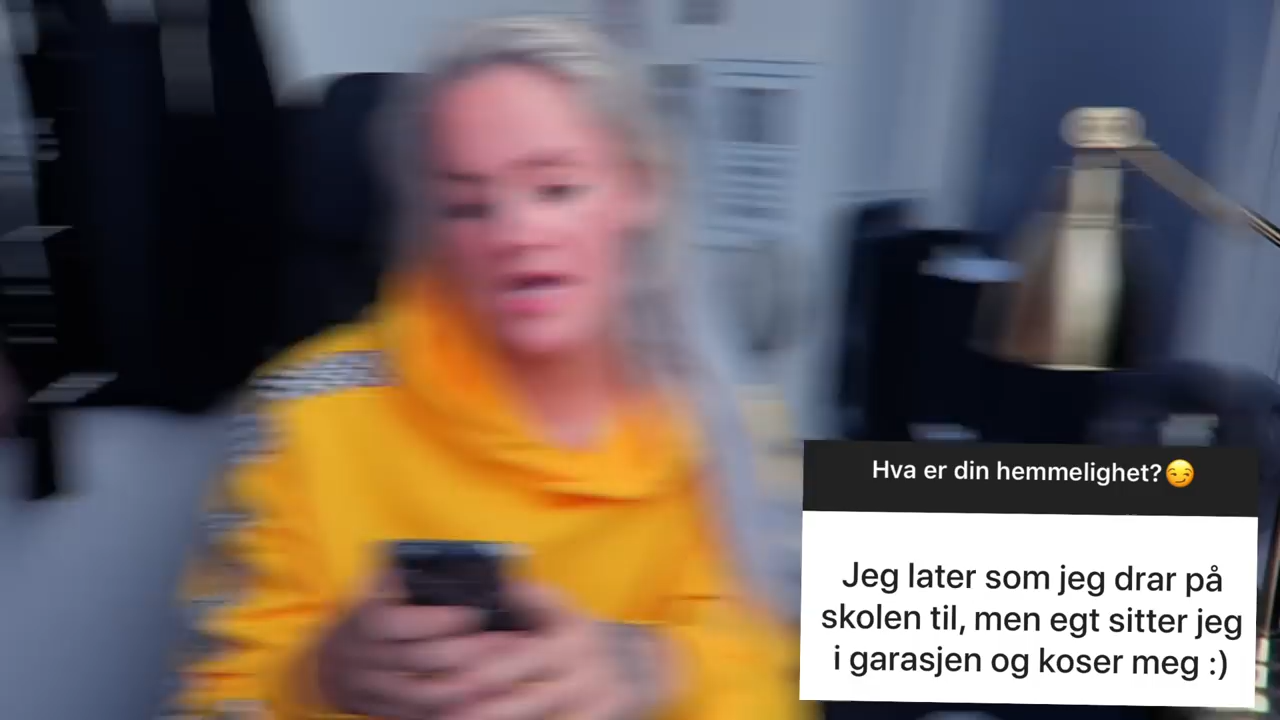 Hva er din hemmelighet?😏
Jeg later som jeg drar på
skolen til, men egt sitter jeg
i garasjen og koser meg :)